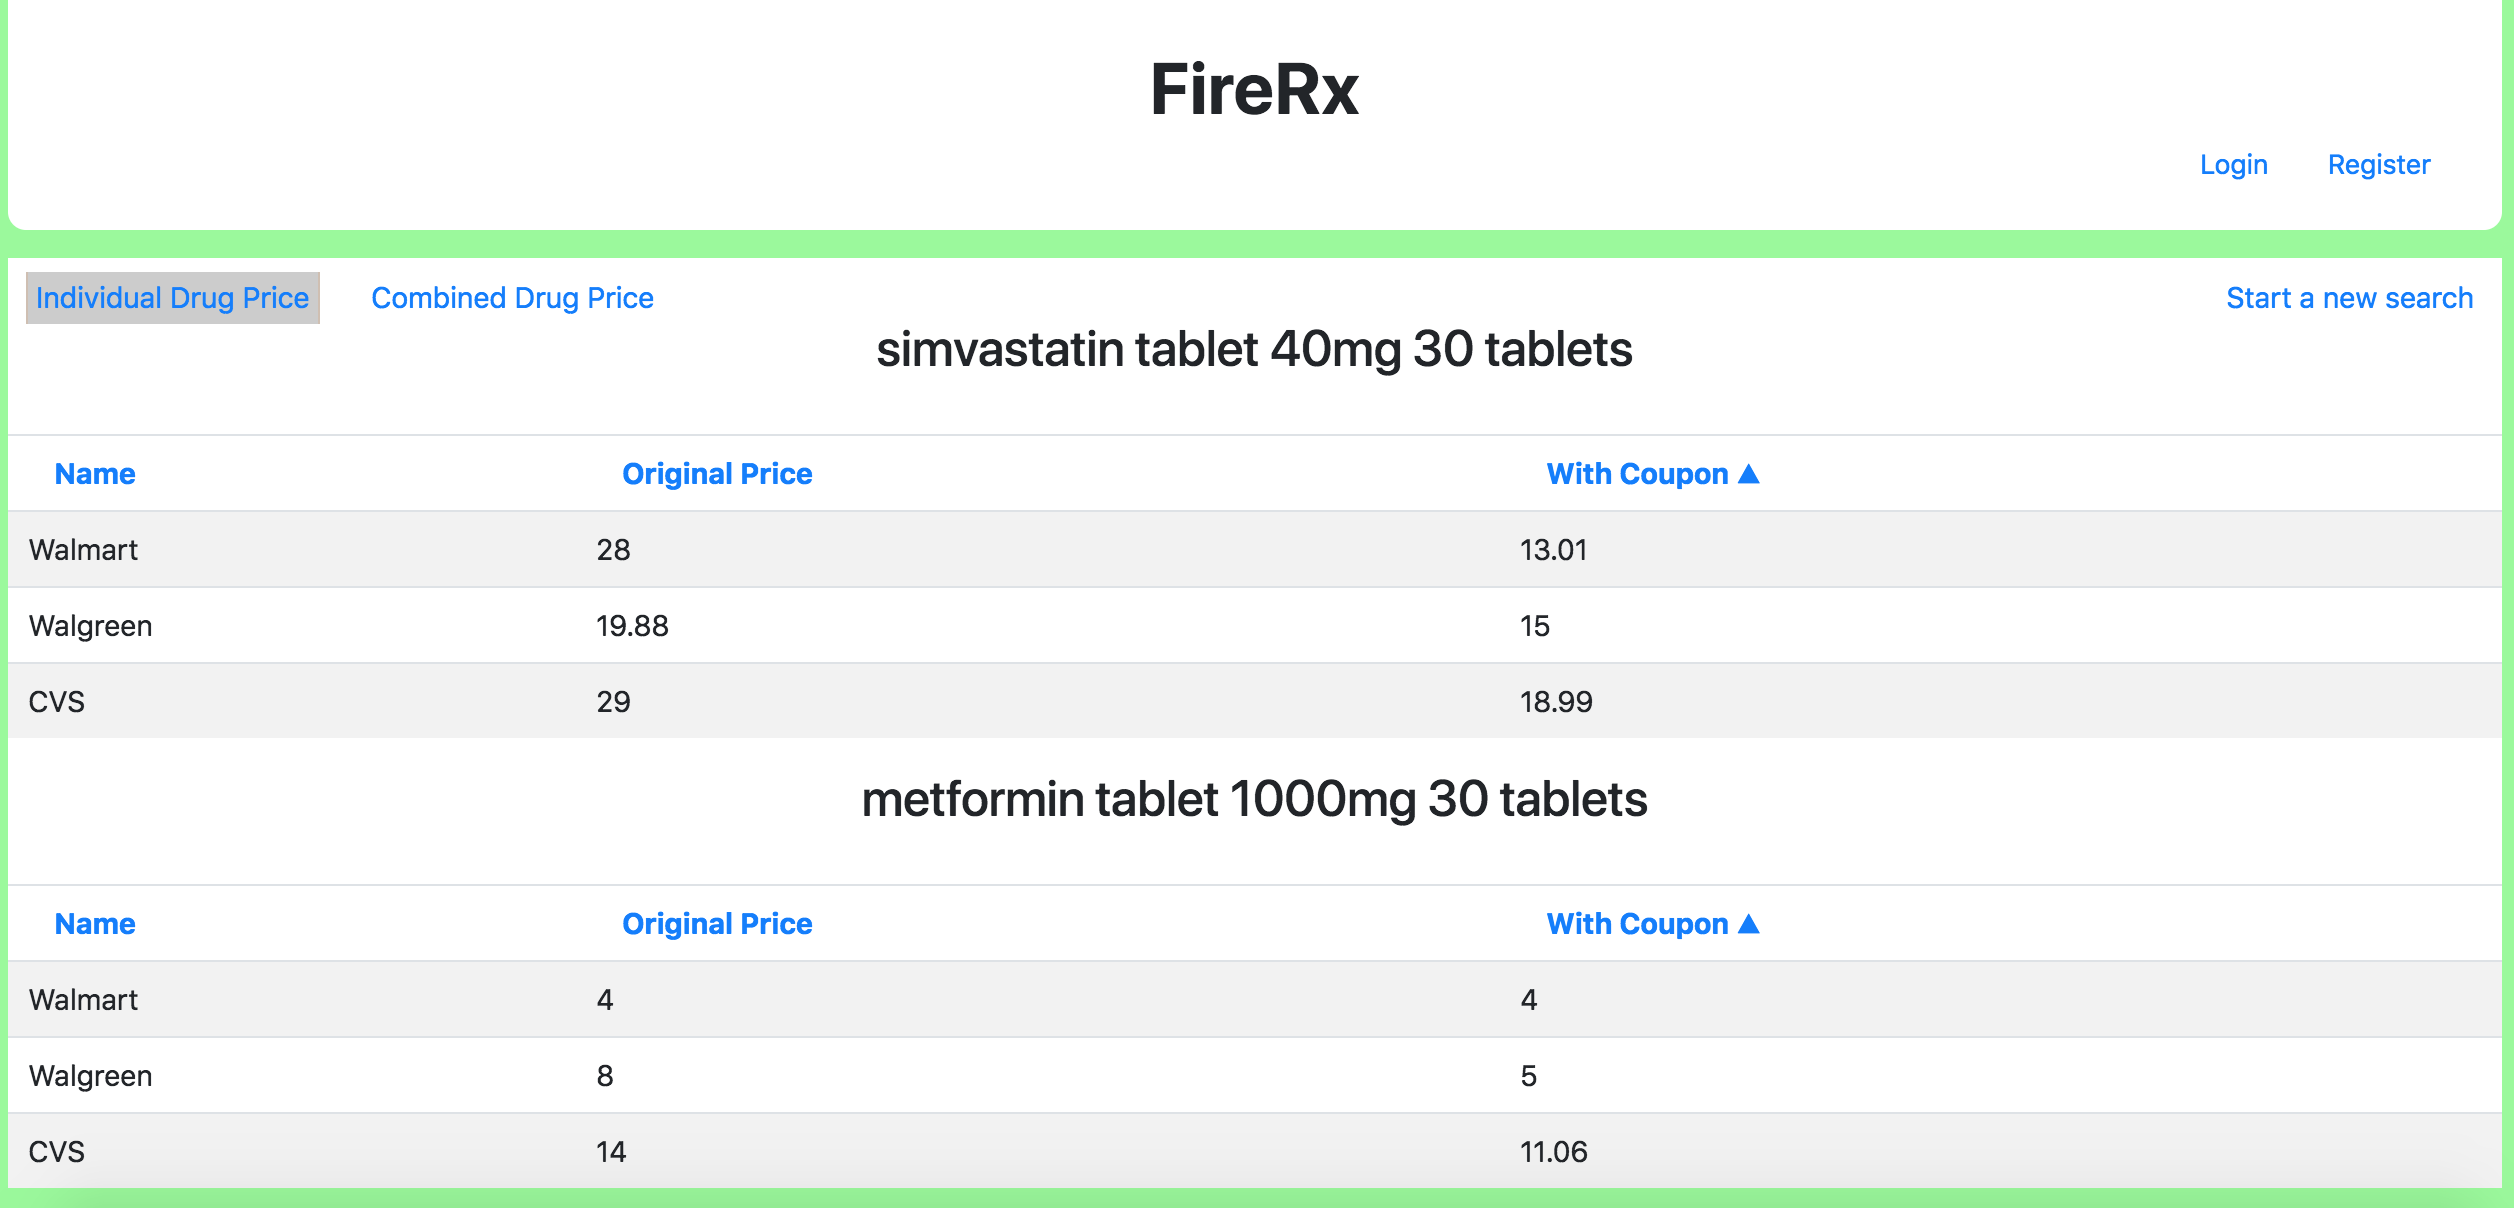 FireRx
Login Register
Individual Drug Price Combined Drug Price Start a new search
simvastatin tablet 40mg 30 tablets
Name Original Price With Coupon ▲
Walmart 28 13.01
Walgreen 19.88 15
CVS 29 18.99
metformin tablet 1000mg 30 tablets
Name Original Price With Coupon ▲
Walmart 4 4
Walgreen 8 5
CVS 14 11.06